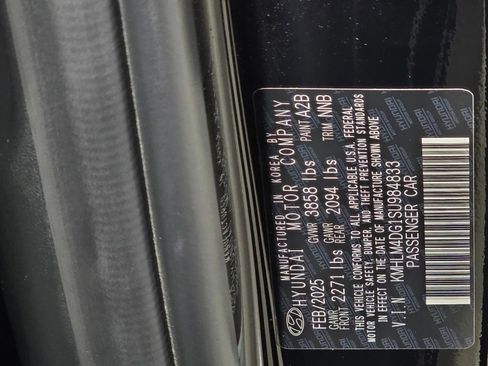 MANUFACTURED IN KOREA BY
HYUNDAI MOTOR COMPANY
FEB/2025 GVWR 3858 lbs PAINT A2B
GAWR FRONT 2271 lbs GAWR REAR 2094 lbs TRIM NNB
THIS VEHICLE CONFORMS TO ALL APPLICABLE U.S.A. FEDERAL
MOTOR VEHICLE SAFETY, BUMPER, AND THEFT PREVENTION STANDARDS
IN EFFECT ON THE DATE OF MANUFACTURE SHOWN ABOVE
V.I.N. KMHLM4DG1SU964833
PASSENGER CAR